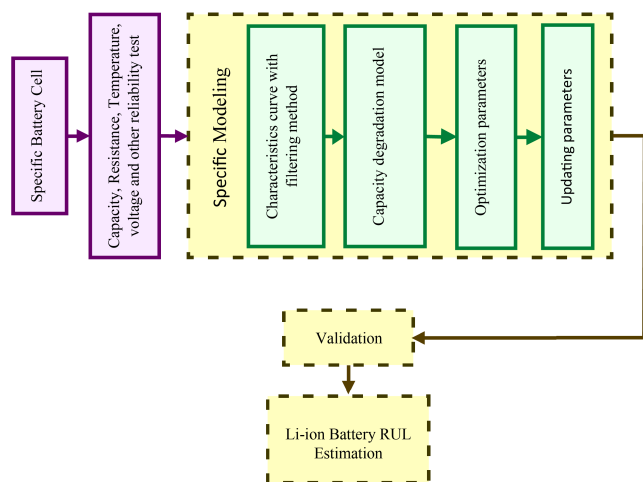 Specific Battery Cell
Capacity, Resistance, Temperature,
voltage and other reliability test
Specific Modeling
Characteristics curve with
filtering method
Capacity degradation model
Optimization parameters
Updating parameters
Validation
Li-ion Battery RUL
Estimation